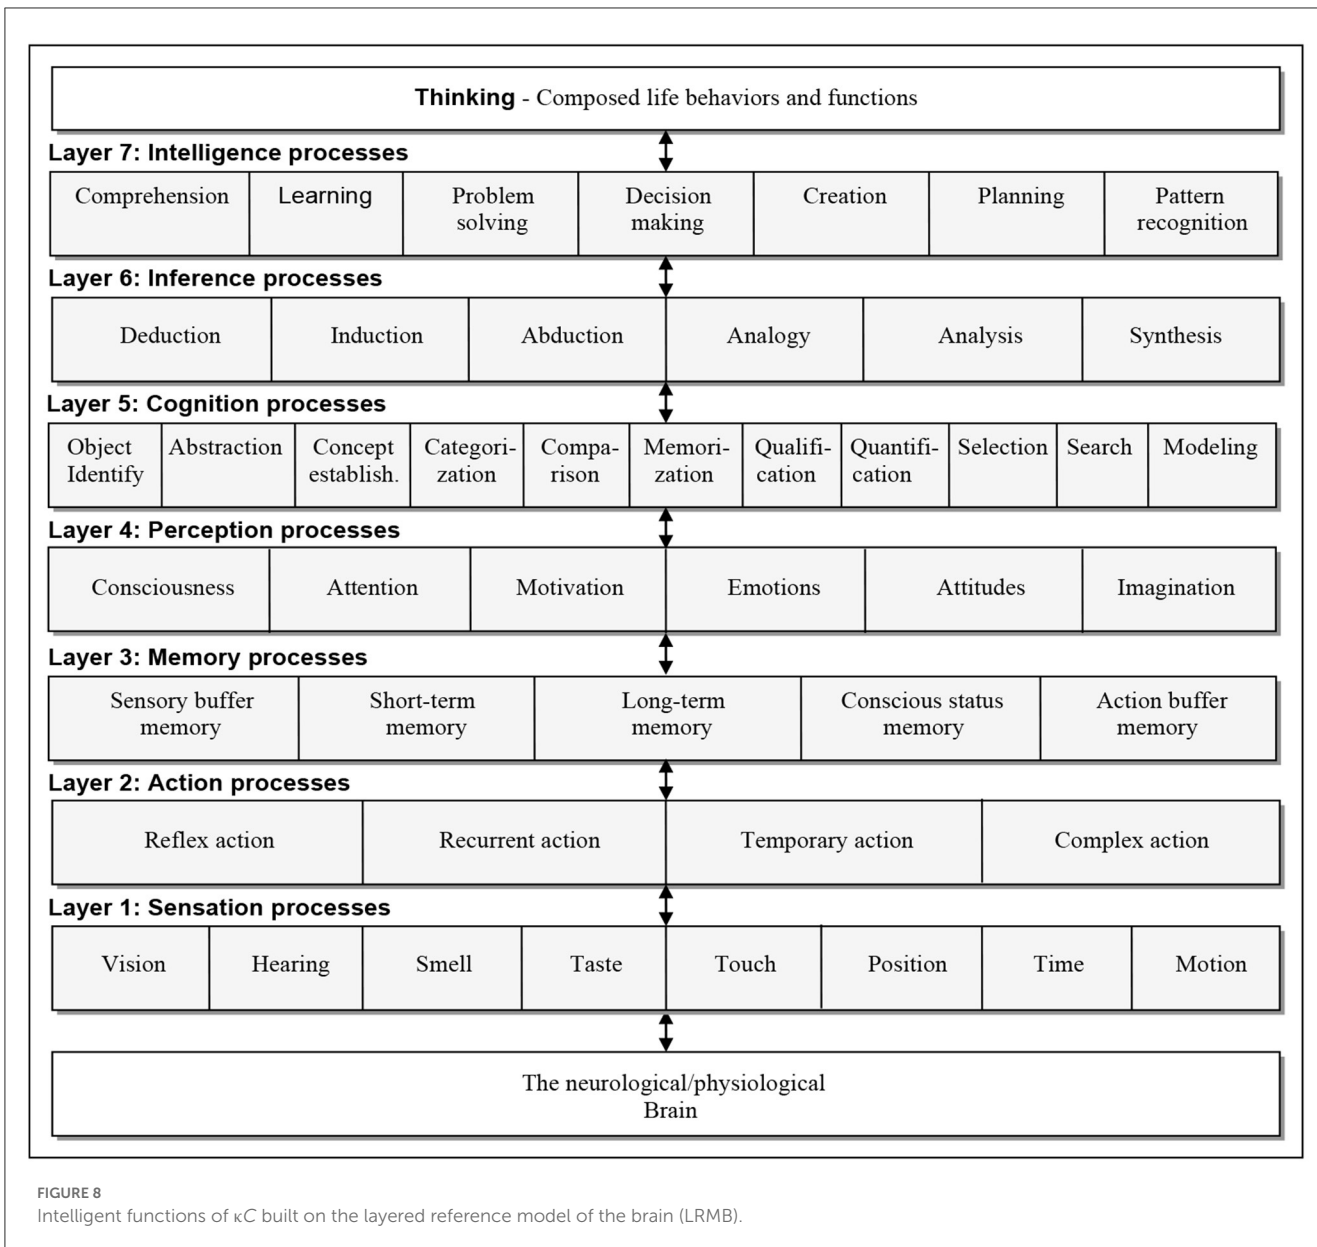 Thinking - Composed life behaviors and functions
Layer 7: Intelligence processes
Comprehension
Learning
Problem
solving
Decision
making
Creation
Planning
Pattern
recognition
Layer 6: Inference processes
Deduction
Induction
Abduction
Analogy
Analysis
Synthesis
Layer 5: Cognition processes
Object
Identify
Abstraction
Concept
establish.
Categori-
zation
Compa-
rison
Memori-
zation
Qualifi-
cation
Quantifi-
cation
Selection
Search
Modeling
Layer 4: Perception processes
Consciousness
Attention
Motivation
Emotions
Attitudes
Imagination
Layer 3: Memory processes
Sensory buffer
memory
Short-term
memory
Long-term
memory
Conscious status
memory
Action buffer
memory
Layer 2: Action processes
Reflex action
Recurrent action
Temporary action
Complex action
Layer 1: Sensation processes
Vision
Hearing
Smell
Taste
Touch
Position
Time
Motion
The neurological/physiological
Brain
FIGURE 8
Intelligent functions of κC built on the layered reference model of the brain (LRMB).